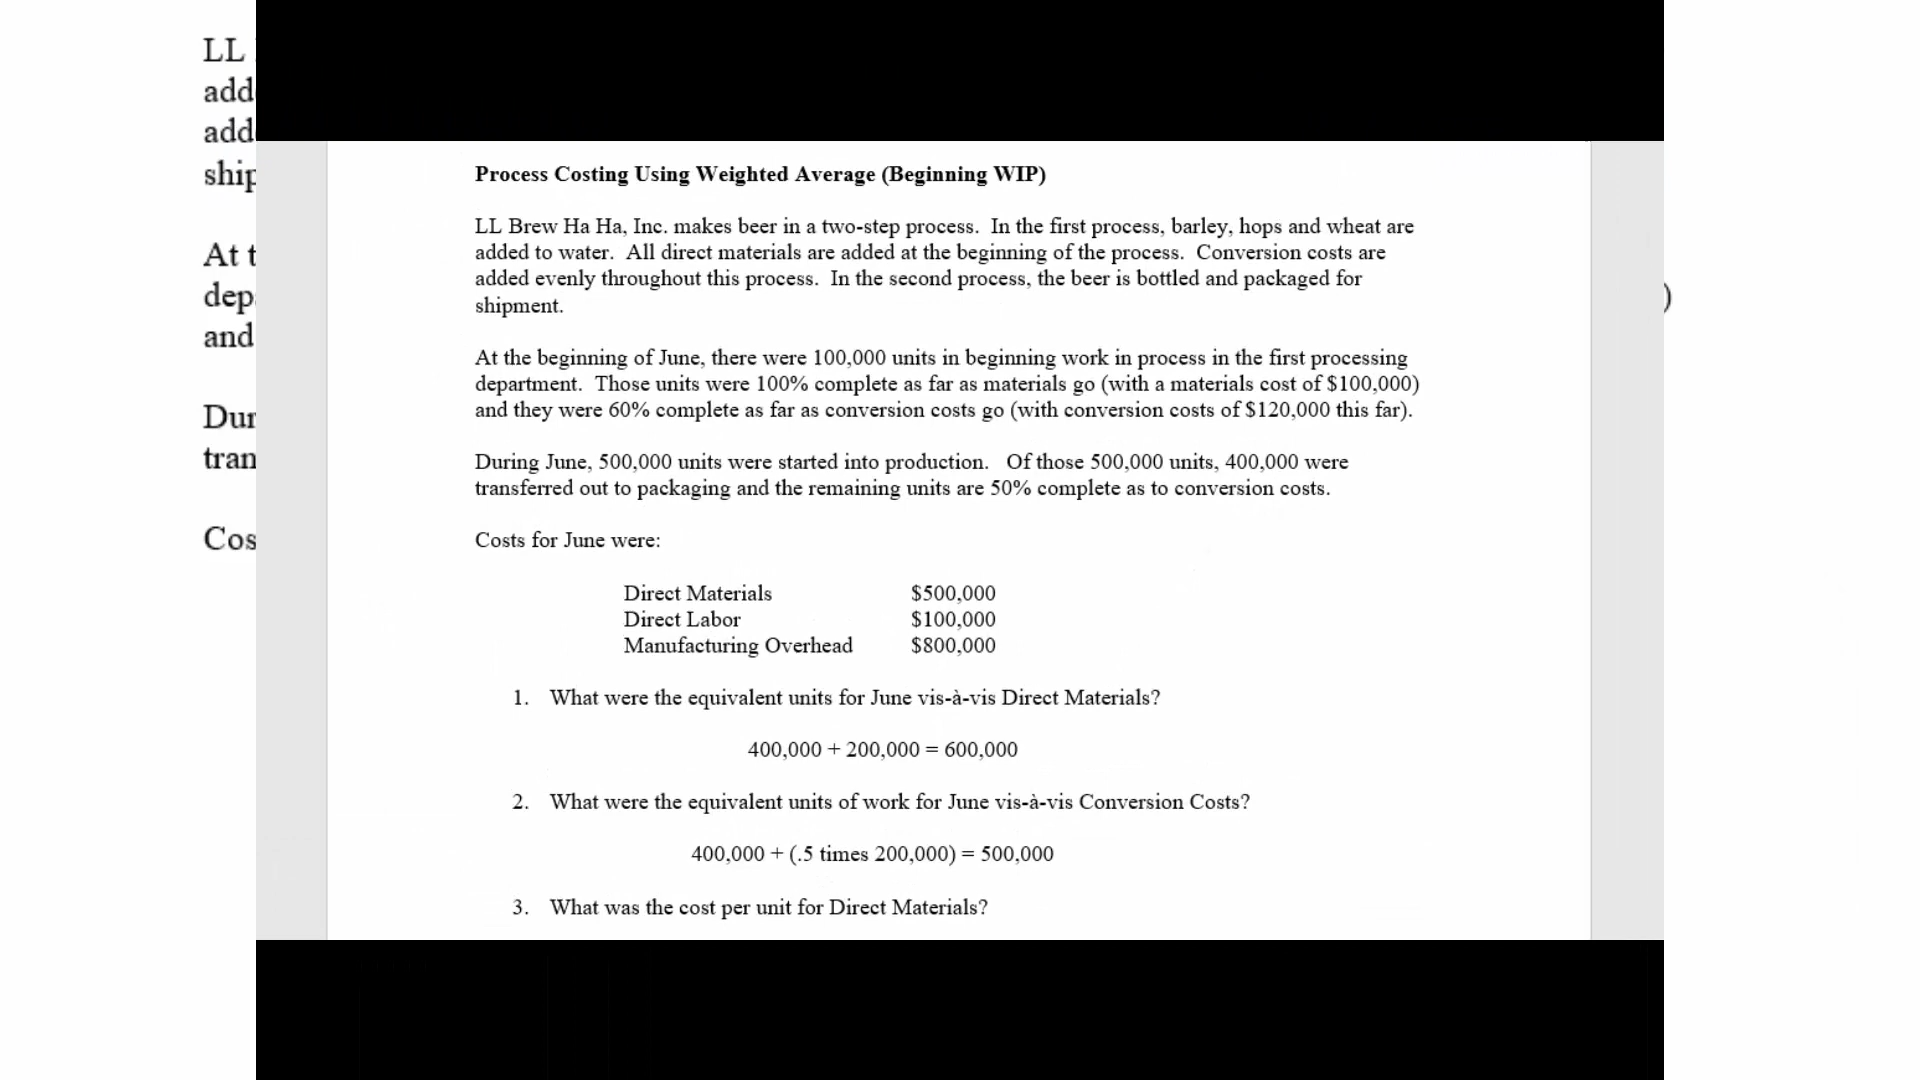 LL
add
add
ship
At t
dep
and
)
Dur
tran
Cos
Process Costing Using Weighted Average (Beginning WIP)
LL Brew Ha Ha, Inc. makes beer in a two-step process. In the first process, barley, hops and wheat are
added to water. All direct materials are added at the beginning of the process. Conversion costs are
added evenly throughout this process. In the second process, the beer is bottled and packaged for
shipment.
At the beginning of June, there were 100,000 units in beginning work in process in the first processing
department. Those units were 100% complete as far as materials go (with a materials cost of $100,000)
and they were 60% complete as far as conversion costs go (with conversion costs of $120,000 this far).
During June, 500,000 units were started into production. Of those 500,000 units, 400,000 were
transferred out to packaging and the remaining units are 50% complete as to conversion costs.
Costs for June were:
Direct Materials $500,000
Direct Labor $100,000
Manufacturing Overhead $800,000
1. What were the equivalent units for June vis-à-vis Direct Materials?
400,000 + 200,000 = 600,000
2. What were the equivalent units of work for June vis-à-vis Conversion Costs?
400,000 + (.5 times 200,000) = 500,000
3. What was the cost per unit for Direct Materials?